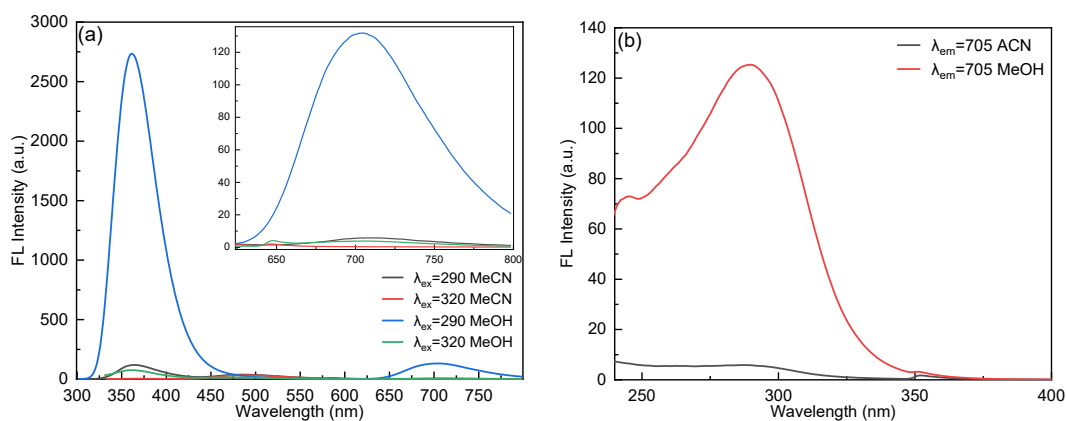 (a)
3000
2500
2000
1500
1000
500
0
FL Intensity (a.u.)
300 350 400 450 500 550 600 650 700 750
Wavelength (nm)
120
100
80
60
40
20
0
650 700 750 800
λex=290 MeCN
λex=320 MeCN
λex=290 MeOH
λex=320 MeOH
(b)
140
120
100
80
60
40
20
0
FL Intensity (a.u.)
250 300 350 400
Wavelength (nm)
λem=705 ACN
λem=705 MeOH